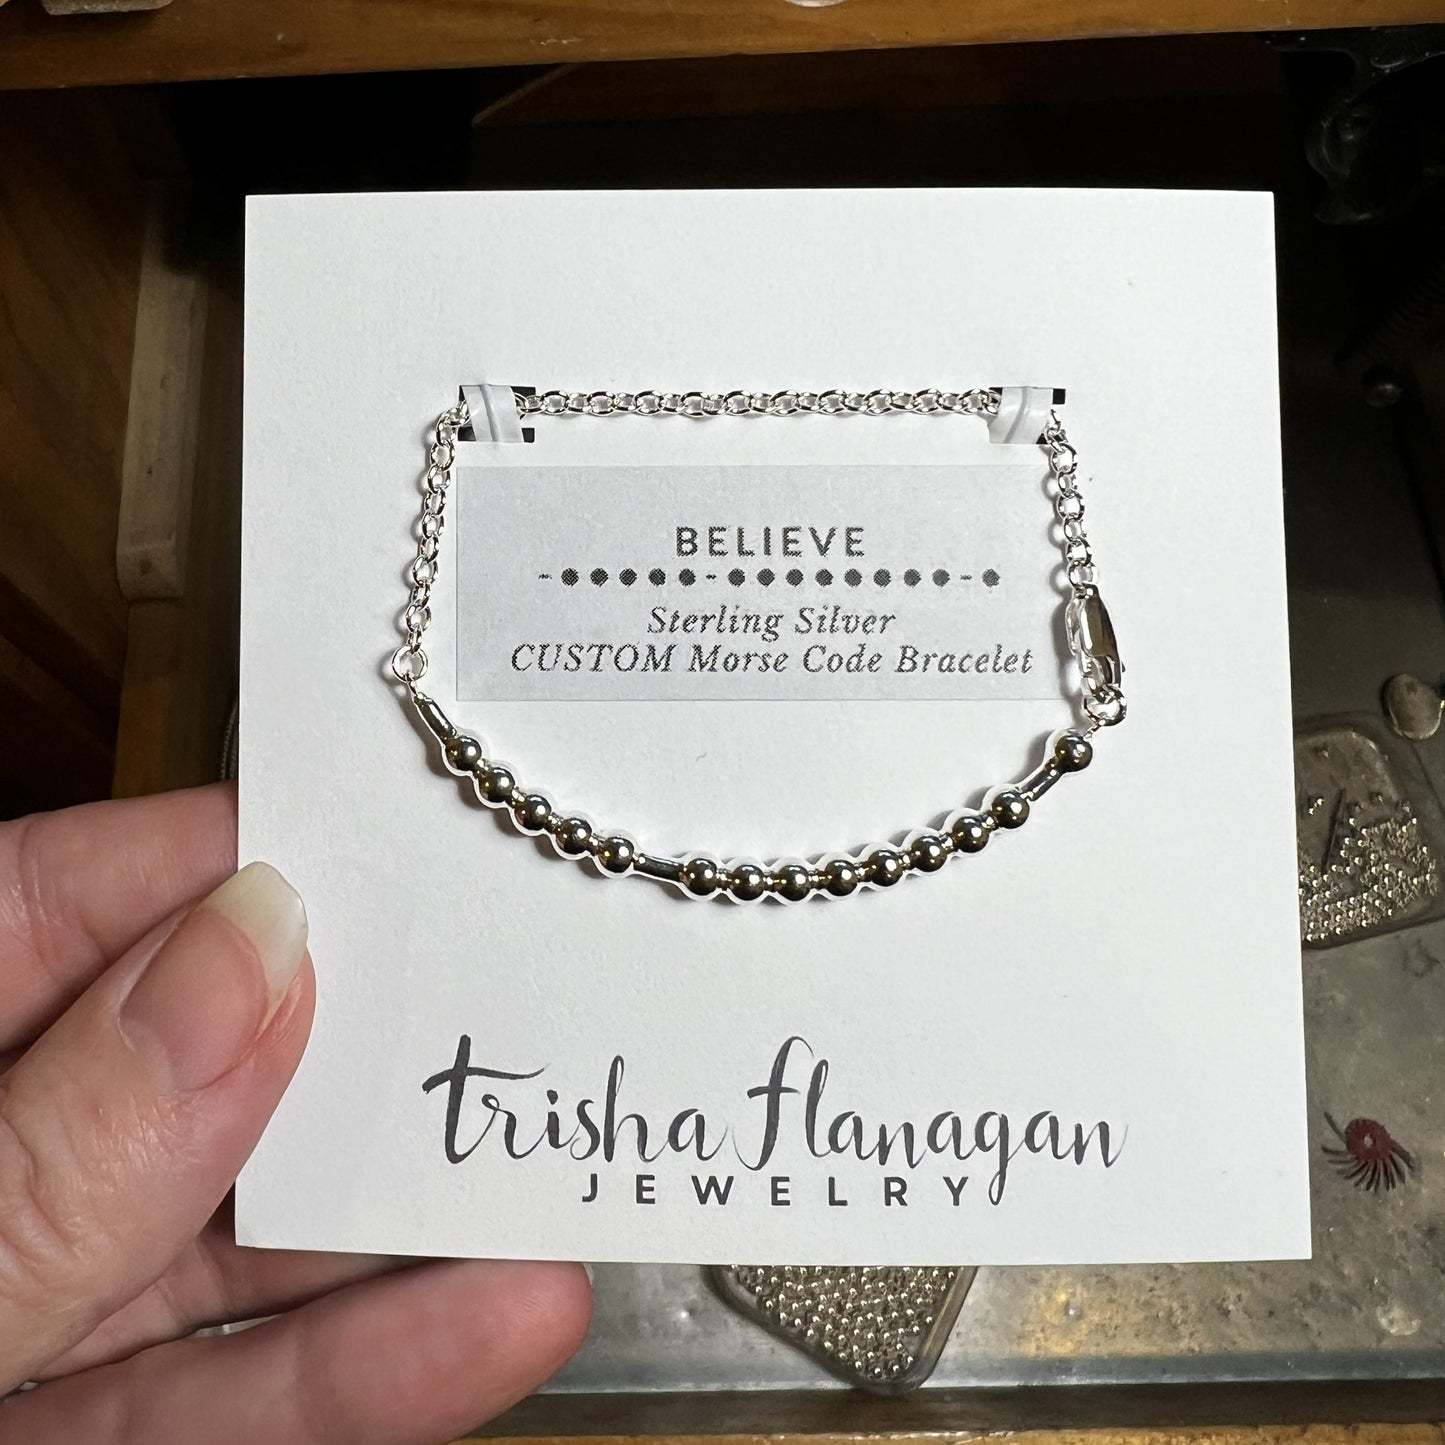 BELIEVE
-●●●●●-●●●●●●●●-●
Sterling Silver
CUSTOM Morse Code Bracelet
trisha flanagan
JEWELRY